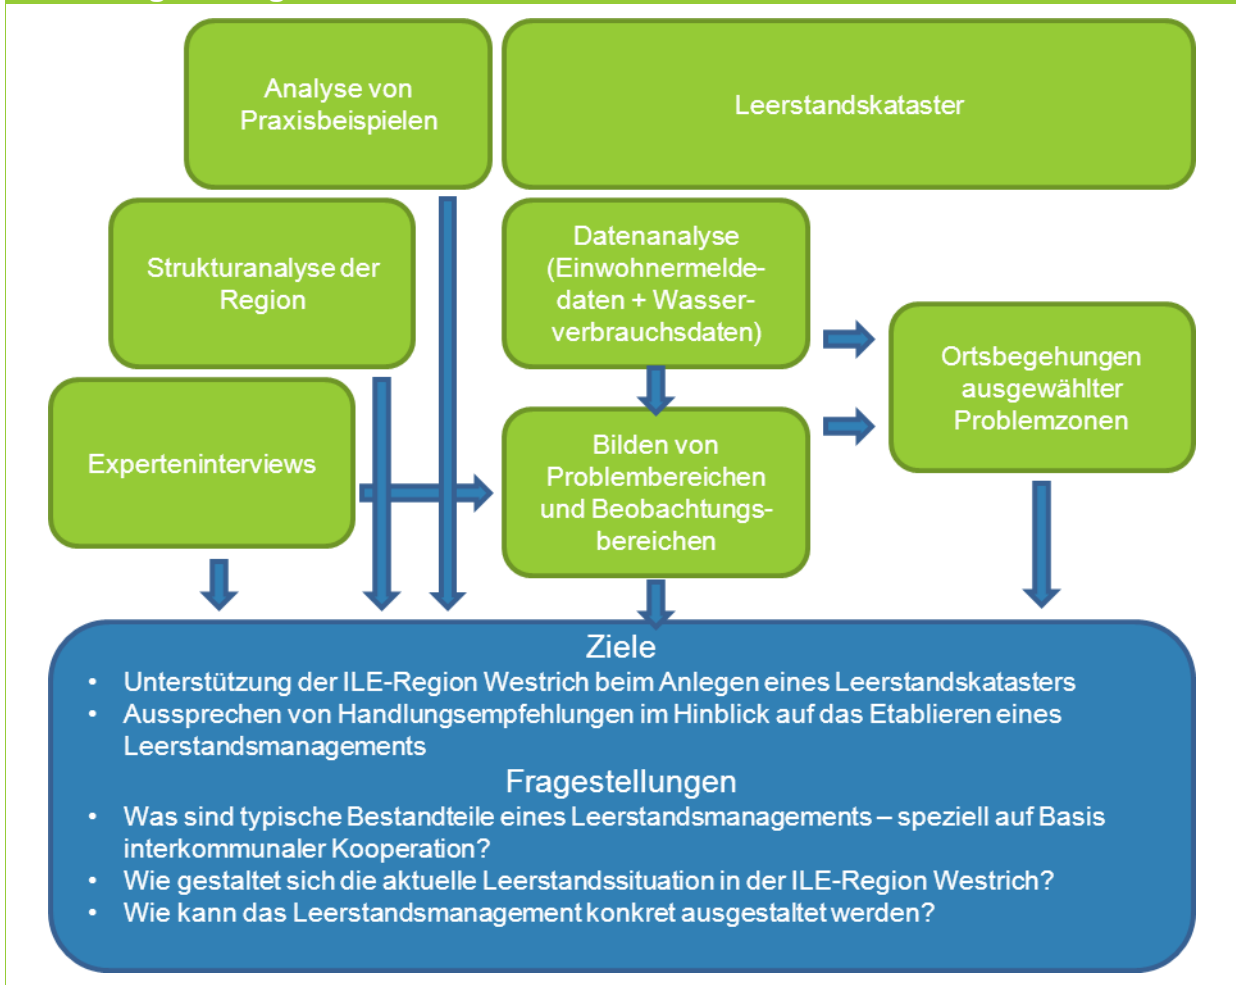 Analyse von
Praxisbeispielen
Leerstandskataster
Strukturanalyse der
Region
Datenanalyse
(Einwohnermelde-
daten + Wasser-
verbrauchsdaten)
Ortsbegehungen
ausgewählter
Problemzonen
Experteninterviews
Bilden von
Problembereichen
und Beobachtungs-
bereichen
Ziele
• Unterstützung der ILE-Region Westrich beim Anlegen eines Leerstandskatasters
• Aussprechen von Handlungsempfehlungen im Hinblick auf das Etablieren eines
Leerstandsmanagements
Fragestellungen
• Was sind typische Bestandteile eines Leerstandsmanagements – speziell auf Basis
interkommunaler Kooperation?
• Wie gestaltet sich die aktuelle Leerstandssituation in der ILE-Region Westrich?
• Wie kann das Leerstandsmanagement konkret ausgestaltet werden?